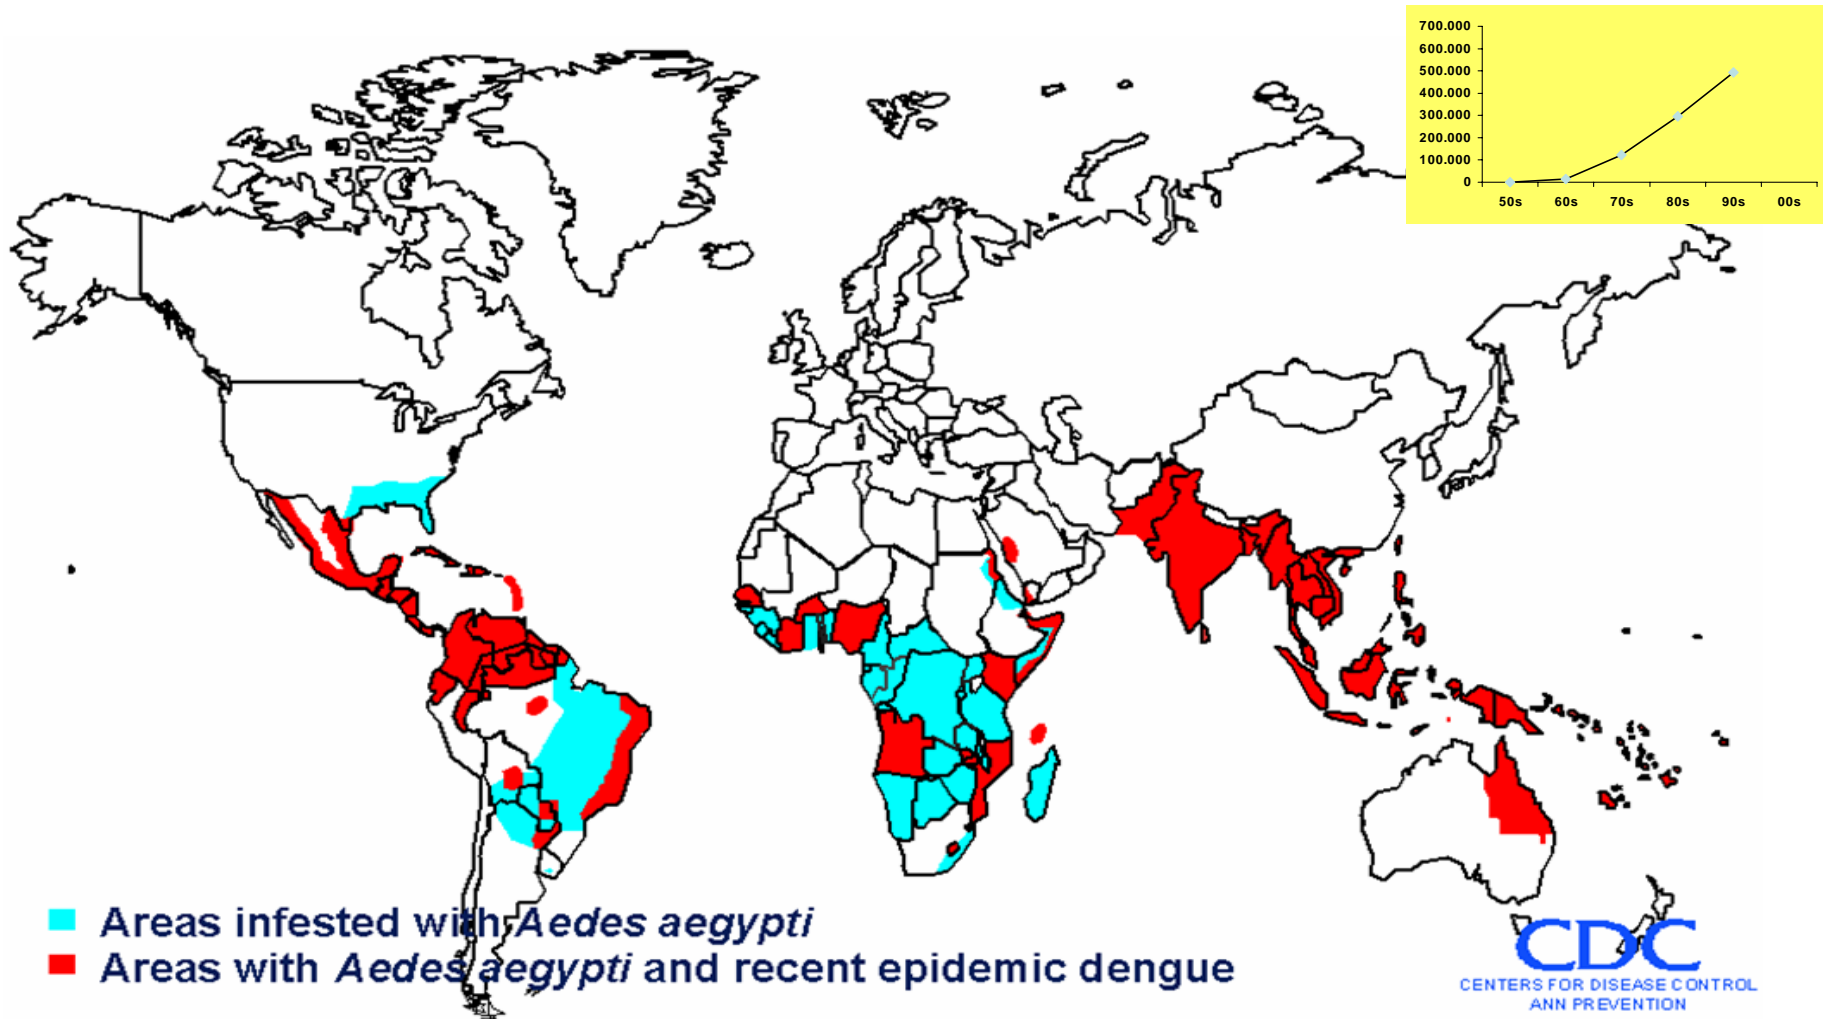 700.000
600.000
500.000
400.000
300.000
200.000
100.000
0
50s 60s 70s 80s 90s 00s
Areas infested with Aedes aegypti
Areas with Aedes aegypti and recent epidemic dengue
CDC
CENTERS FOR DISEASE CONTROL
ANN PREVENTION